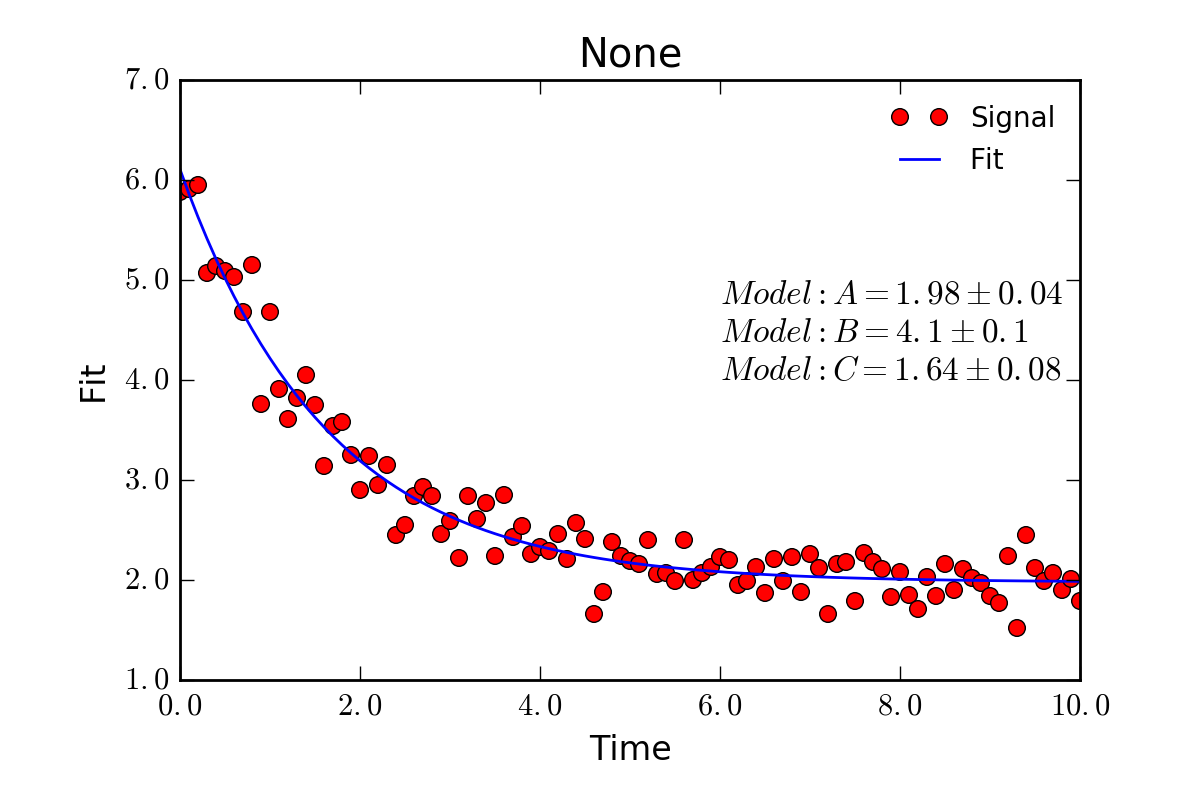 None
7.0
6.0
5.0
4.0
3.0
2.0
1.0
Fit
Signal
Fit
Model : A = 1.98 ± 0.04
Model : B = 4.1 ± 0.1
Model : C = 1.64 ± 0.08
0.0 2.0 4.0 6.0 8.0 10.0
Time